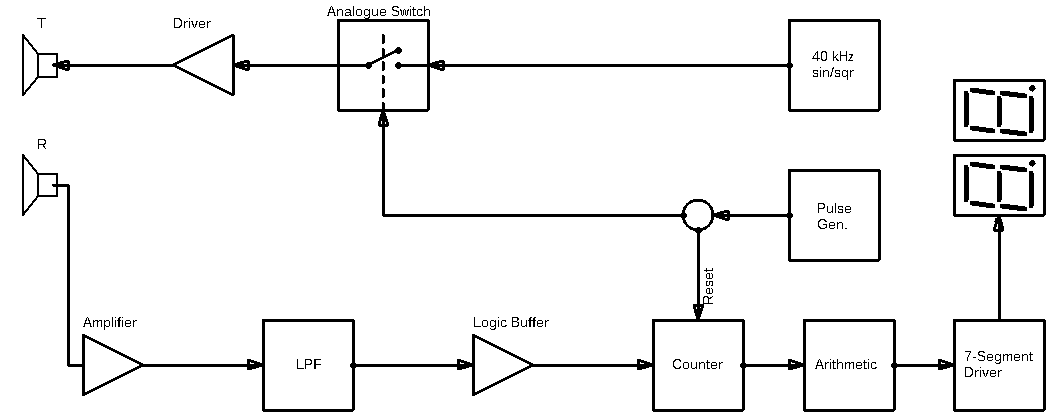 Analogue Switch
T
Driver
40 kHz
sin/sqr
R
Pulse
Gen.
Reset
Amplifier
Logic Buffer
LPF
Counter
Arithmetic
7-Segment
Driver